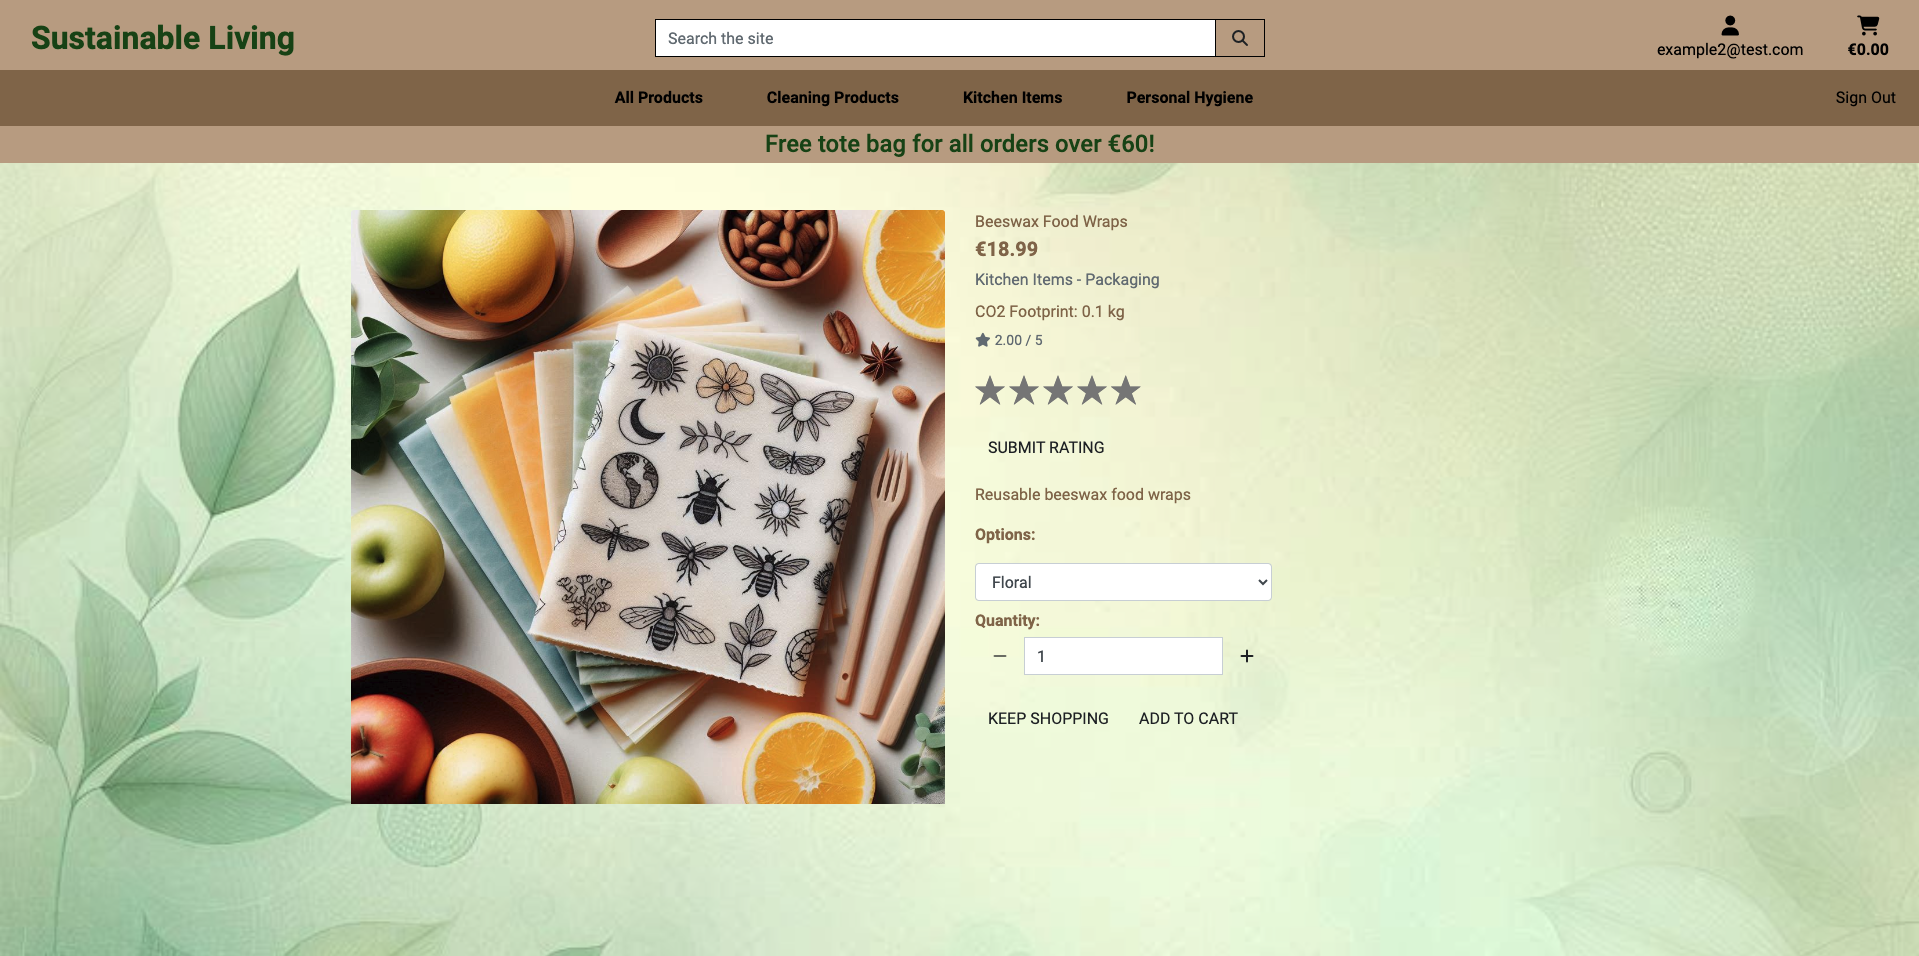 Sustainable Living
Search the site
example2@test.com
€0.00
All Products
Cleaning Products
Kitchen Items
Personal Hygiene
Sign Out
Free tote bag for all orders over €60!
Beeswax Food Wraps
€18.99
Kitchen Items - Packaging
CO2 Footprint: 0.1 kg
2.00 / 5
SUBMIT RATING
Reusable beeswax food wraps
Options:
Floral
Quantity:
1
KEEP SHOPPING
ADD TO CART